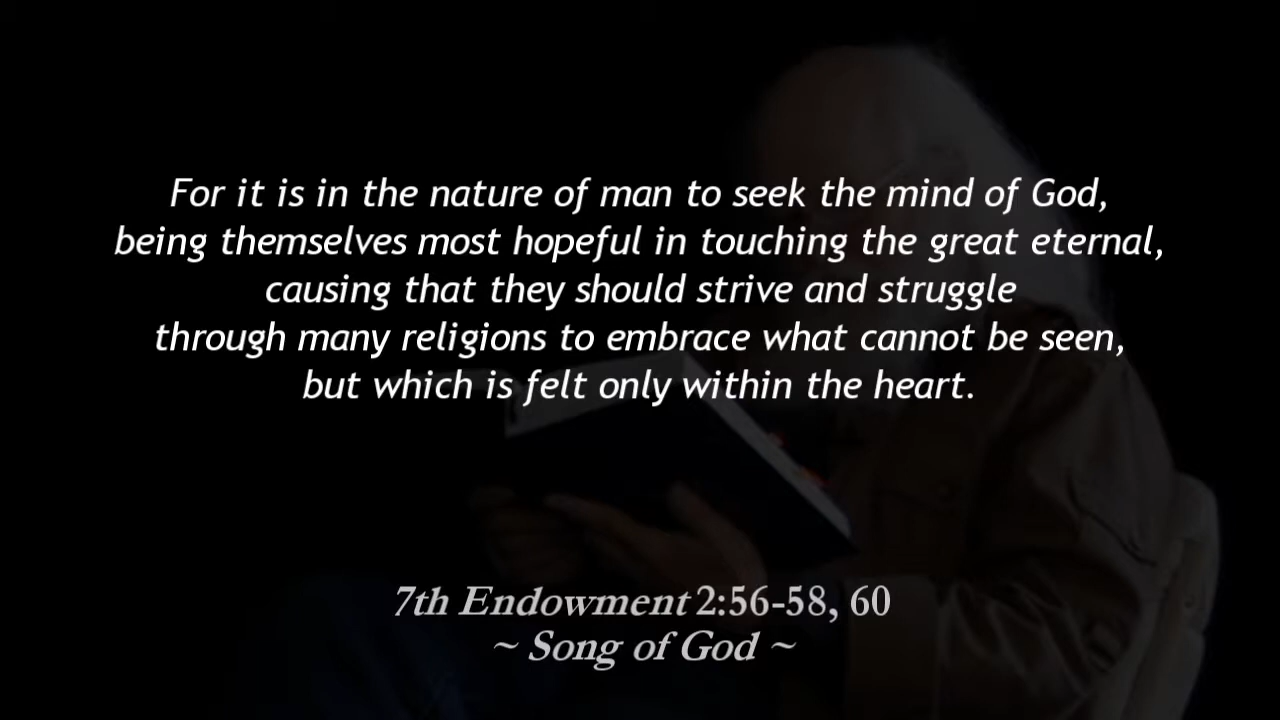 For it is in the nature of man to seek the mind of God,
being themselves most hopeful in touching the great eternal,
causing that they should strive and struggle
through many religions to embrace what cannot be seen,
but which is felt only within the heart.
7th Endowment 2:56-58, 60
~ Song of God ~